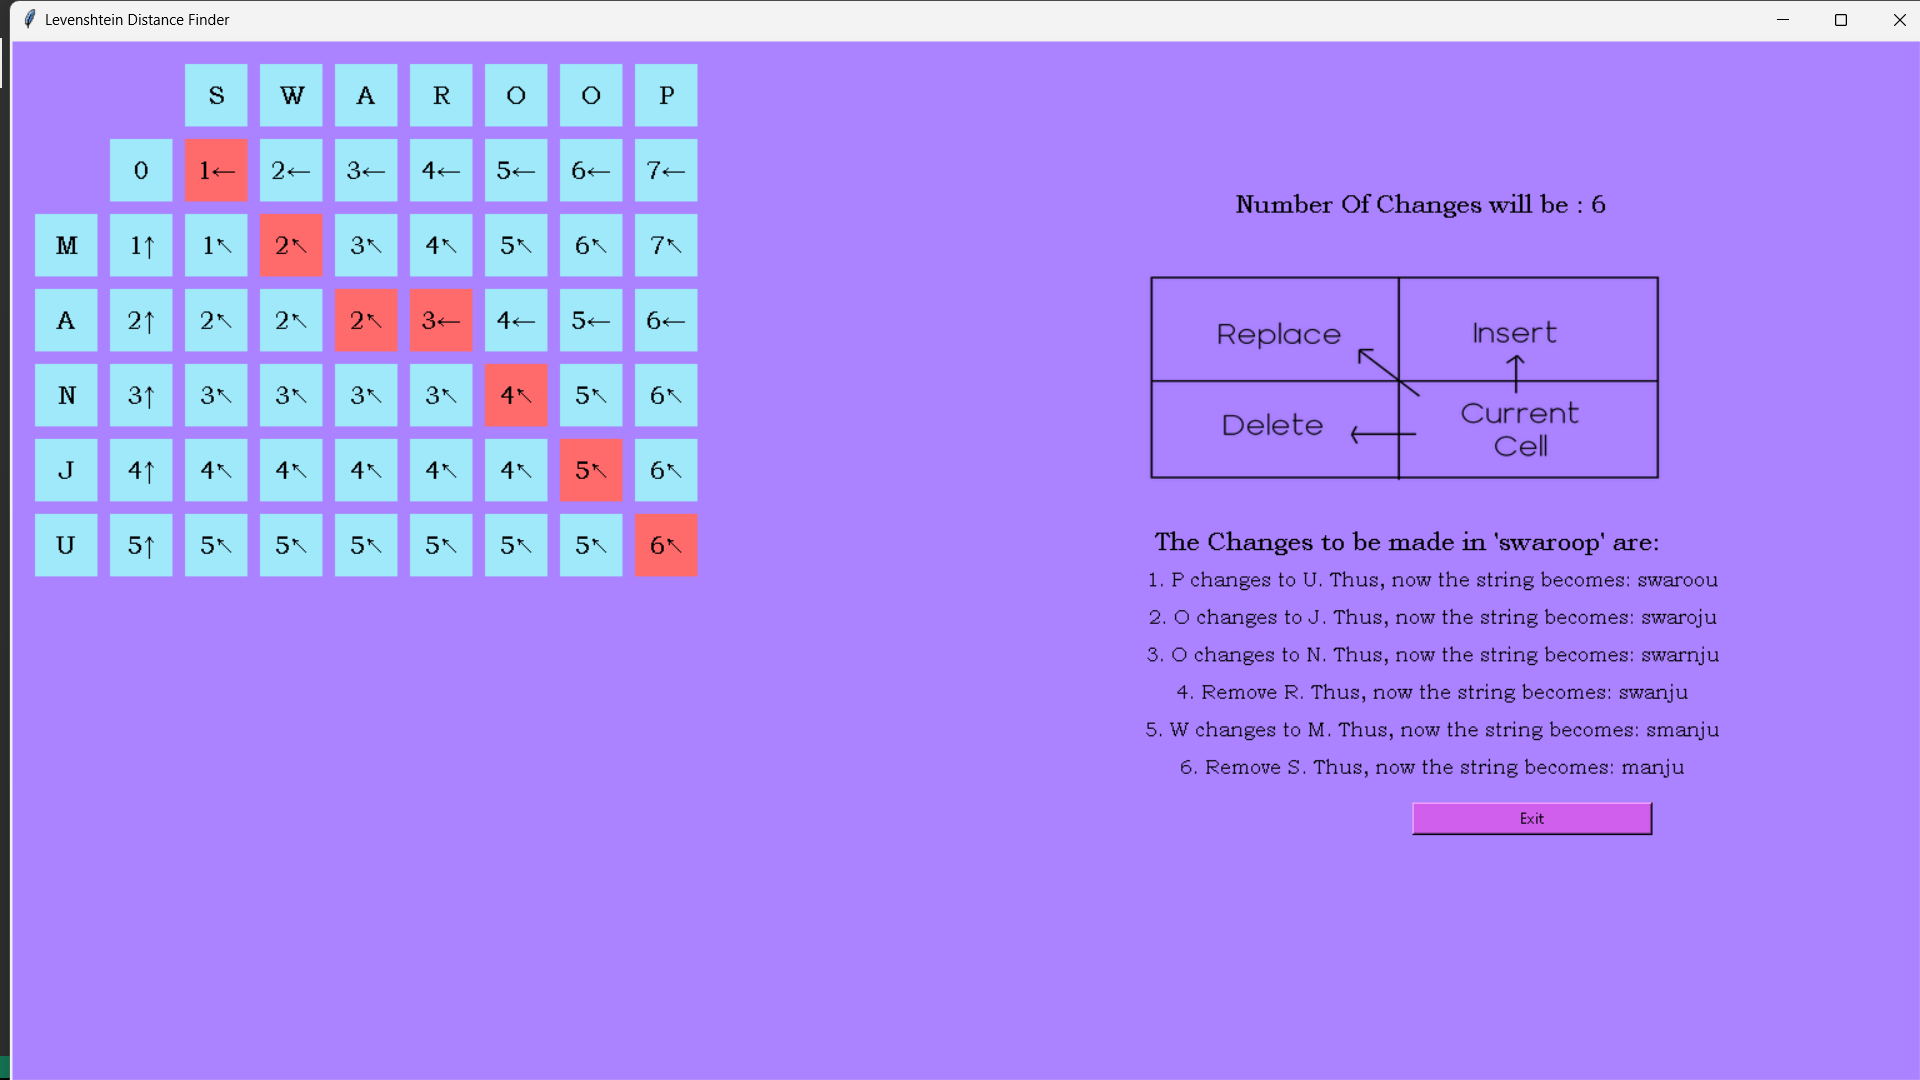 Levenshtein Distance Finder
S W A R O O P
0 1← 2← 3← 4← 5← 6← 7←
M 1↑ 1↖ 2↖ 3↖ 4↖ 5↖ 6↖ 7↖
A 2↑ 2↖ 2↖ 2↖ 3← 4← 5← 6←
N 3↑ 3↖ 3↖ 3↖ 3↖ 4↖ 5↖ 6↖
J 4↑ 4↖ 4↖ 4↖ 4↖ 4↖ 5↖ 6↖
U 5↑ 5↖ 5↖ 5↖ 5↖ 5↖ 5↖ 6↖
Number Of Changes will be : 6
Replace Insert
Delete Current
Cell
The Changes to be made in 'swaroop' are:
1. P changes to U. Thus, now the string becomes: swaroou
2. O changes to J. Thus, now the string becomes: swaroju
3. O changes to N. Thus, now the string becomes: swarnju
4. Remove R. Thus, now the string becomes: swanju
5. W changes to M. Thus, now the string becomes: smanju
6. Remove S. Thus, now the string becomes: manju
Exit